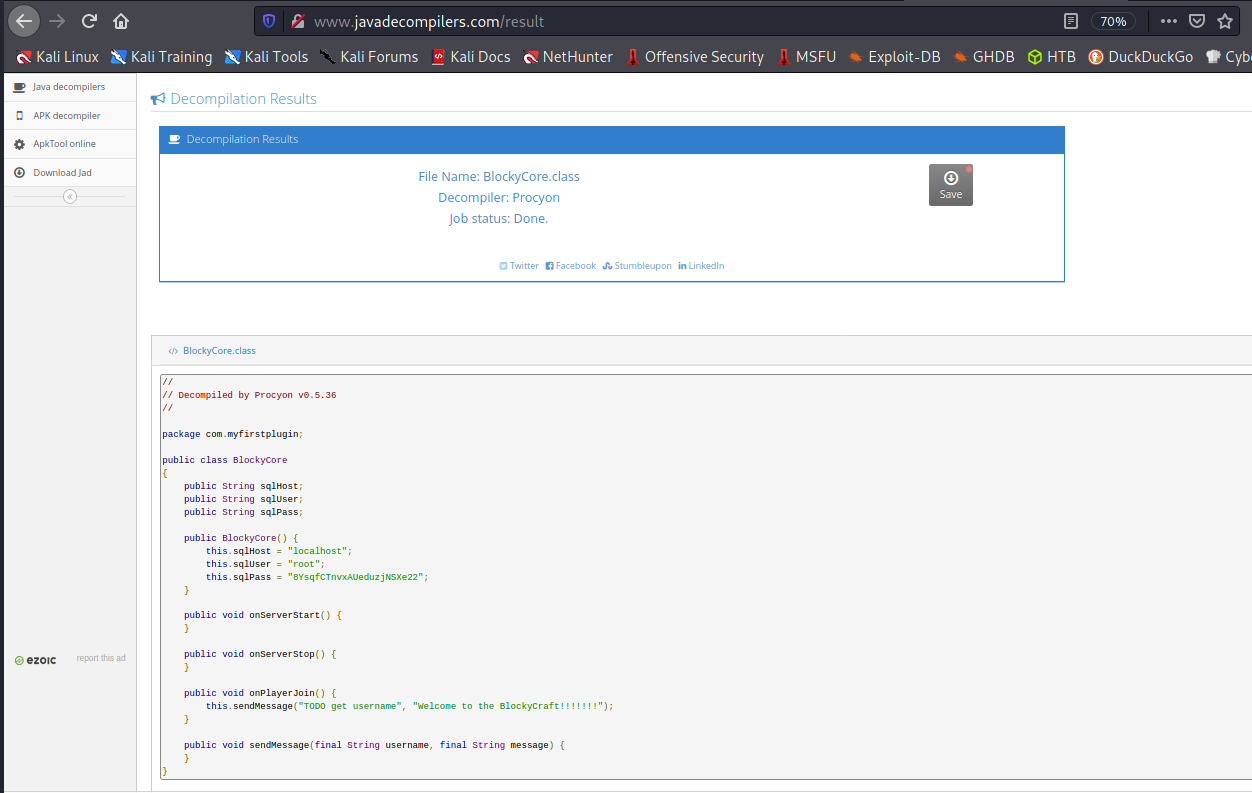 www.javadecompilers.com/result
70%
Kali Linux Kali Training Kali Tools Kali Forums Kali Docs NetHunter Offensive Security MSFU Exploit-DB GHDB HTB DuckDuckGo Cybe
Java decompilers
APK decompiler
ApkTool online
Download Jad
Decompilation Results
Decompilation Results
File Name: BlockyCore.class
Decompiler: Procyon
Job status: Done.
Save
Twitter Facebook Stumbleupon LinkedIn
BlockyCore.class
//
// Decompiled by Procyon v0.5.36
//
package com.myfirstplugin;
public class BlockyCore
{
public String sqlHost;
public String sqlUser;
public String sqlPass;
public BlockyCore() {
this.sqlHost = "localhost";
this.sqlUser = "root";
this.sqlPass = "8YsqfCTnvxAUeduzjNSXe22";
}
public void onServerStart() {
}
public void onServerStop() {
}
public void onPlayerJoin() {
this.sendMessage("TODO get username", "Welcome to the BlockyCraft!!!!!!!");
}
public void sendMessage(final String username, final String message) {
}
}
ezoic report this ad